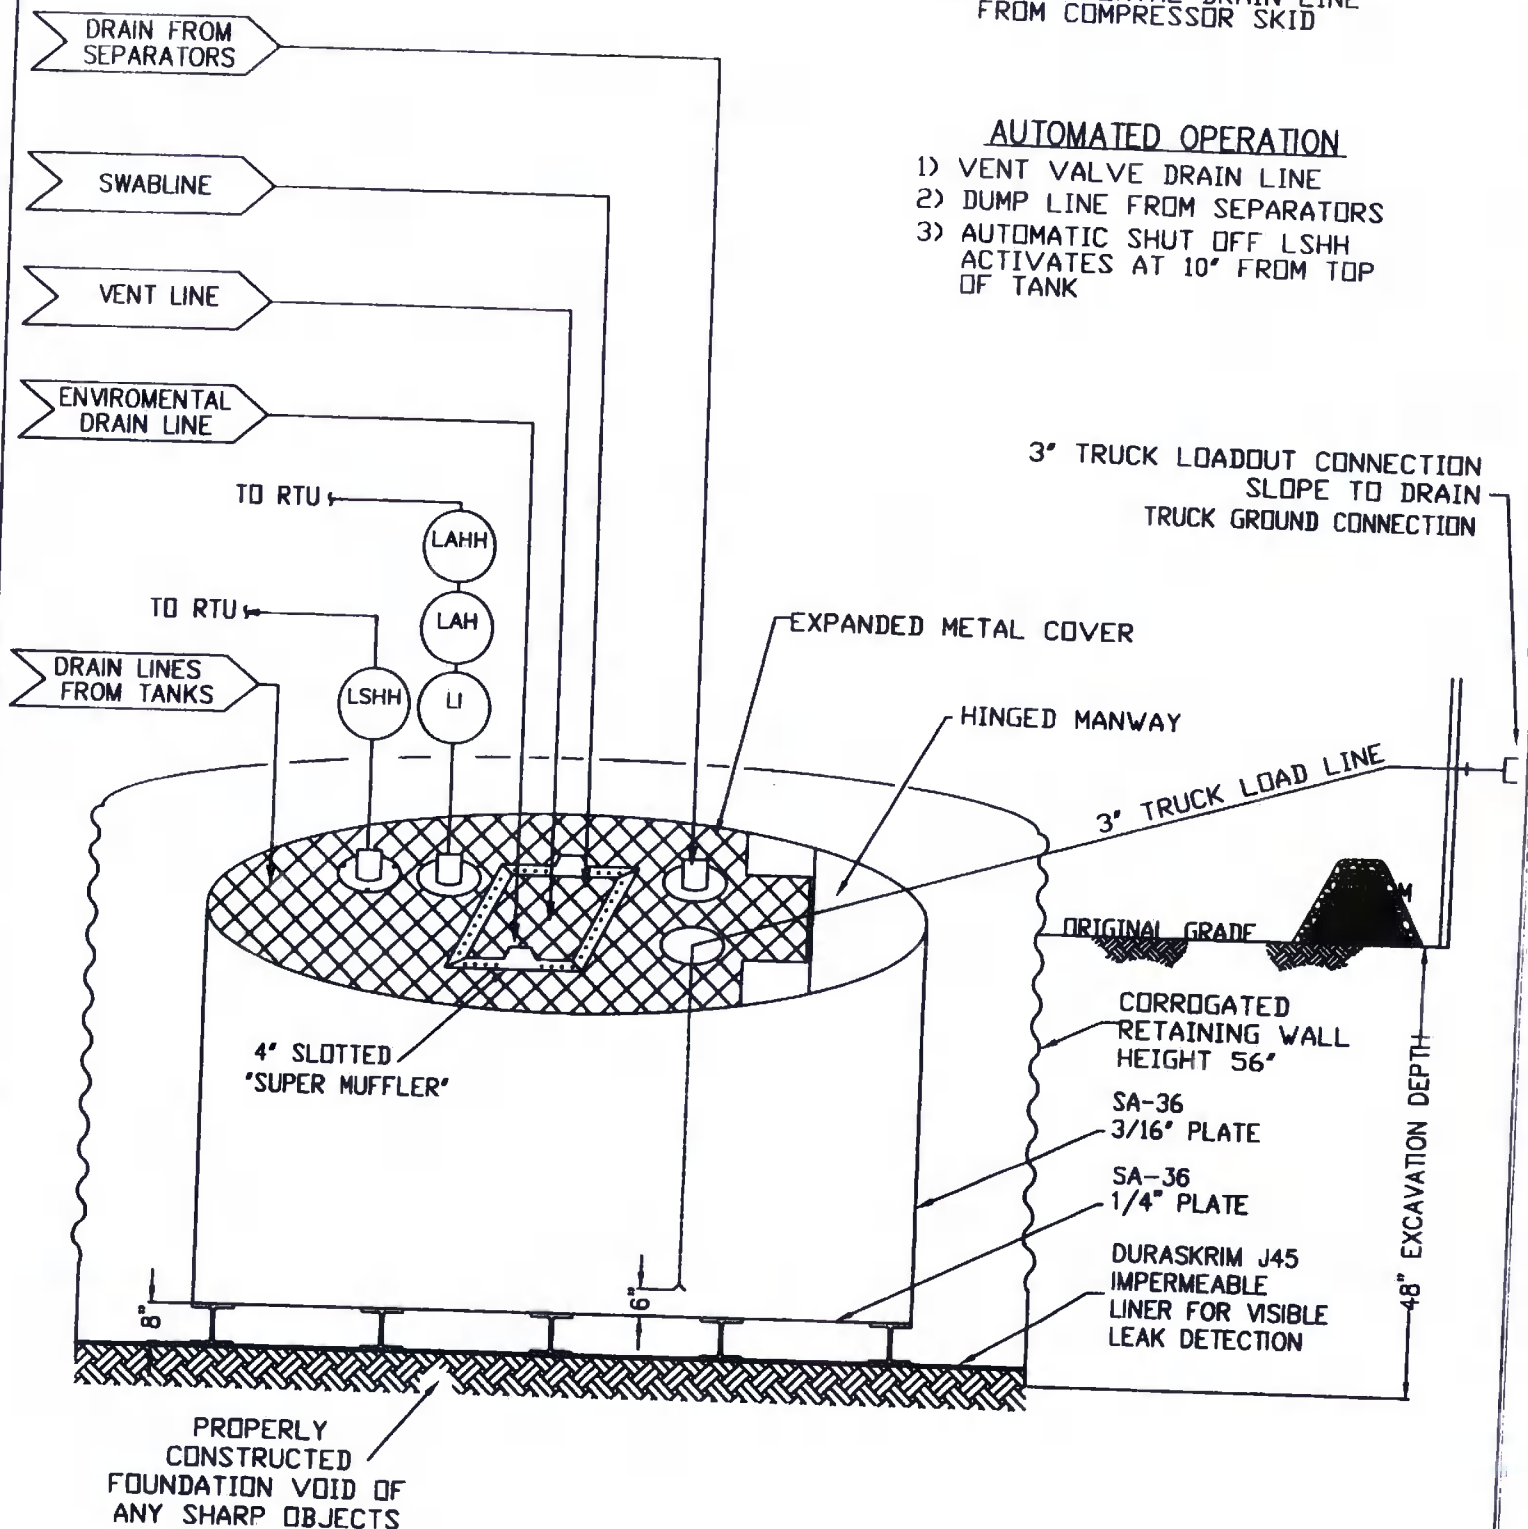 FROM COMPRESSOR SKID
AUTOMATED OPERATION
1) VENT VALVE DRAIN LINE
2) DUMP LINE FROM SEPARATORS
3) AUTOMATIC SHUT OFF LSHH
ACTIVATES AT 10" FROM TOP
OF TANK
DRAIN FROM
SEPARATORS
SWABLINE
VENT LINE
ENVIROMENTAL
DRAIN LINE
TO RTU
LAHH
LAH
LI
TO RTU
LSHH
DRAIN LINES
FROM TANKS
3" TRUCK LOADOUT CONNECTION
SLOPE TO DRAIN
TRUCK GROUND CONNECTION
EXPANDED METAL COVER
HINGED MANWAY
3" TRUCK LOAD LINE
ORIGINAL GRADE
4" SLOTTED
"SUPER MUFFLER"
CORROGATED
RETAINING WALL
HEIGHT 56"
SA-36
3/16" PLATE
SA-36
1/4" PLATE
DURASKRIM J45
IMPERMEABLE
LINER FOR VISIBLE
LEAK DETECTION
48" EXCAVATION DEPTH
8"
6"
PROPERLY
CONSTRUCTED
FOUNDATION VOID OF
ANY SHARP OBJECTS